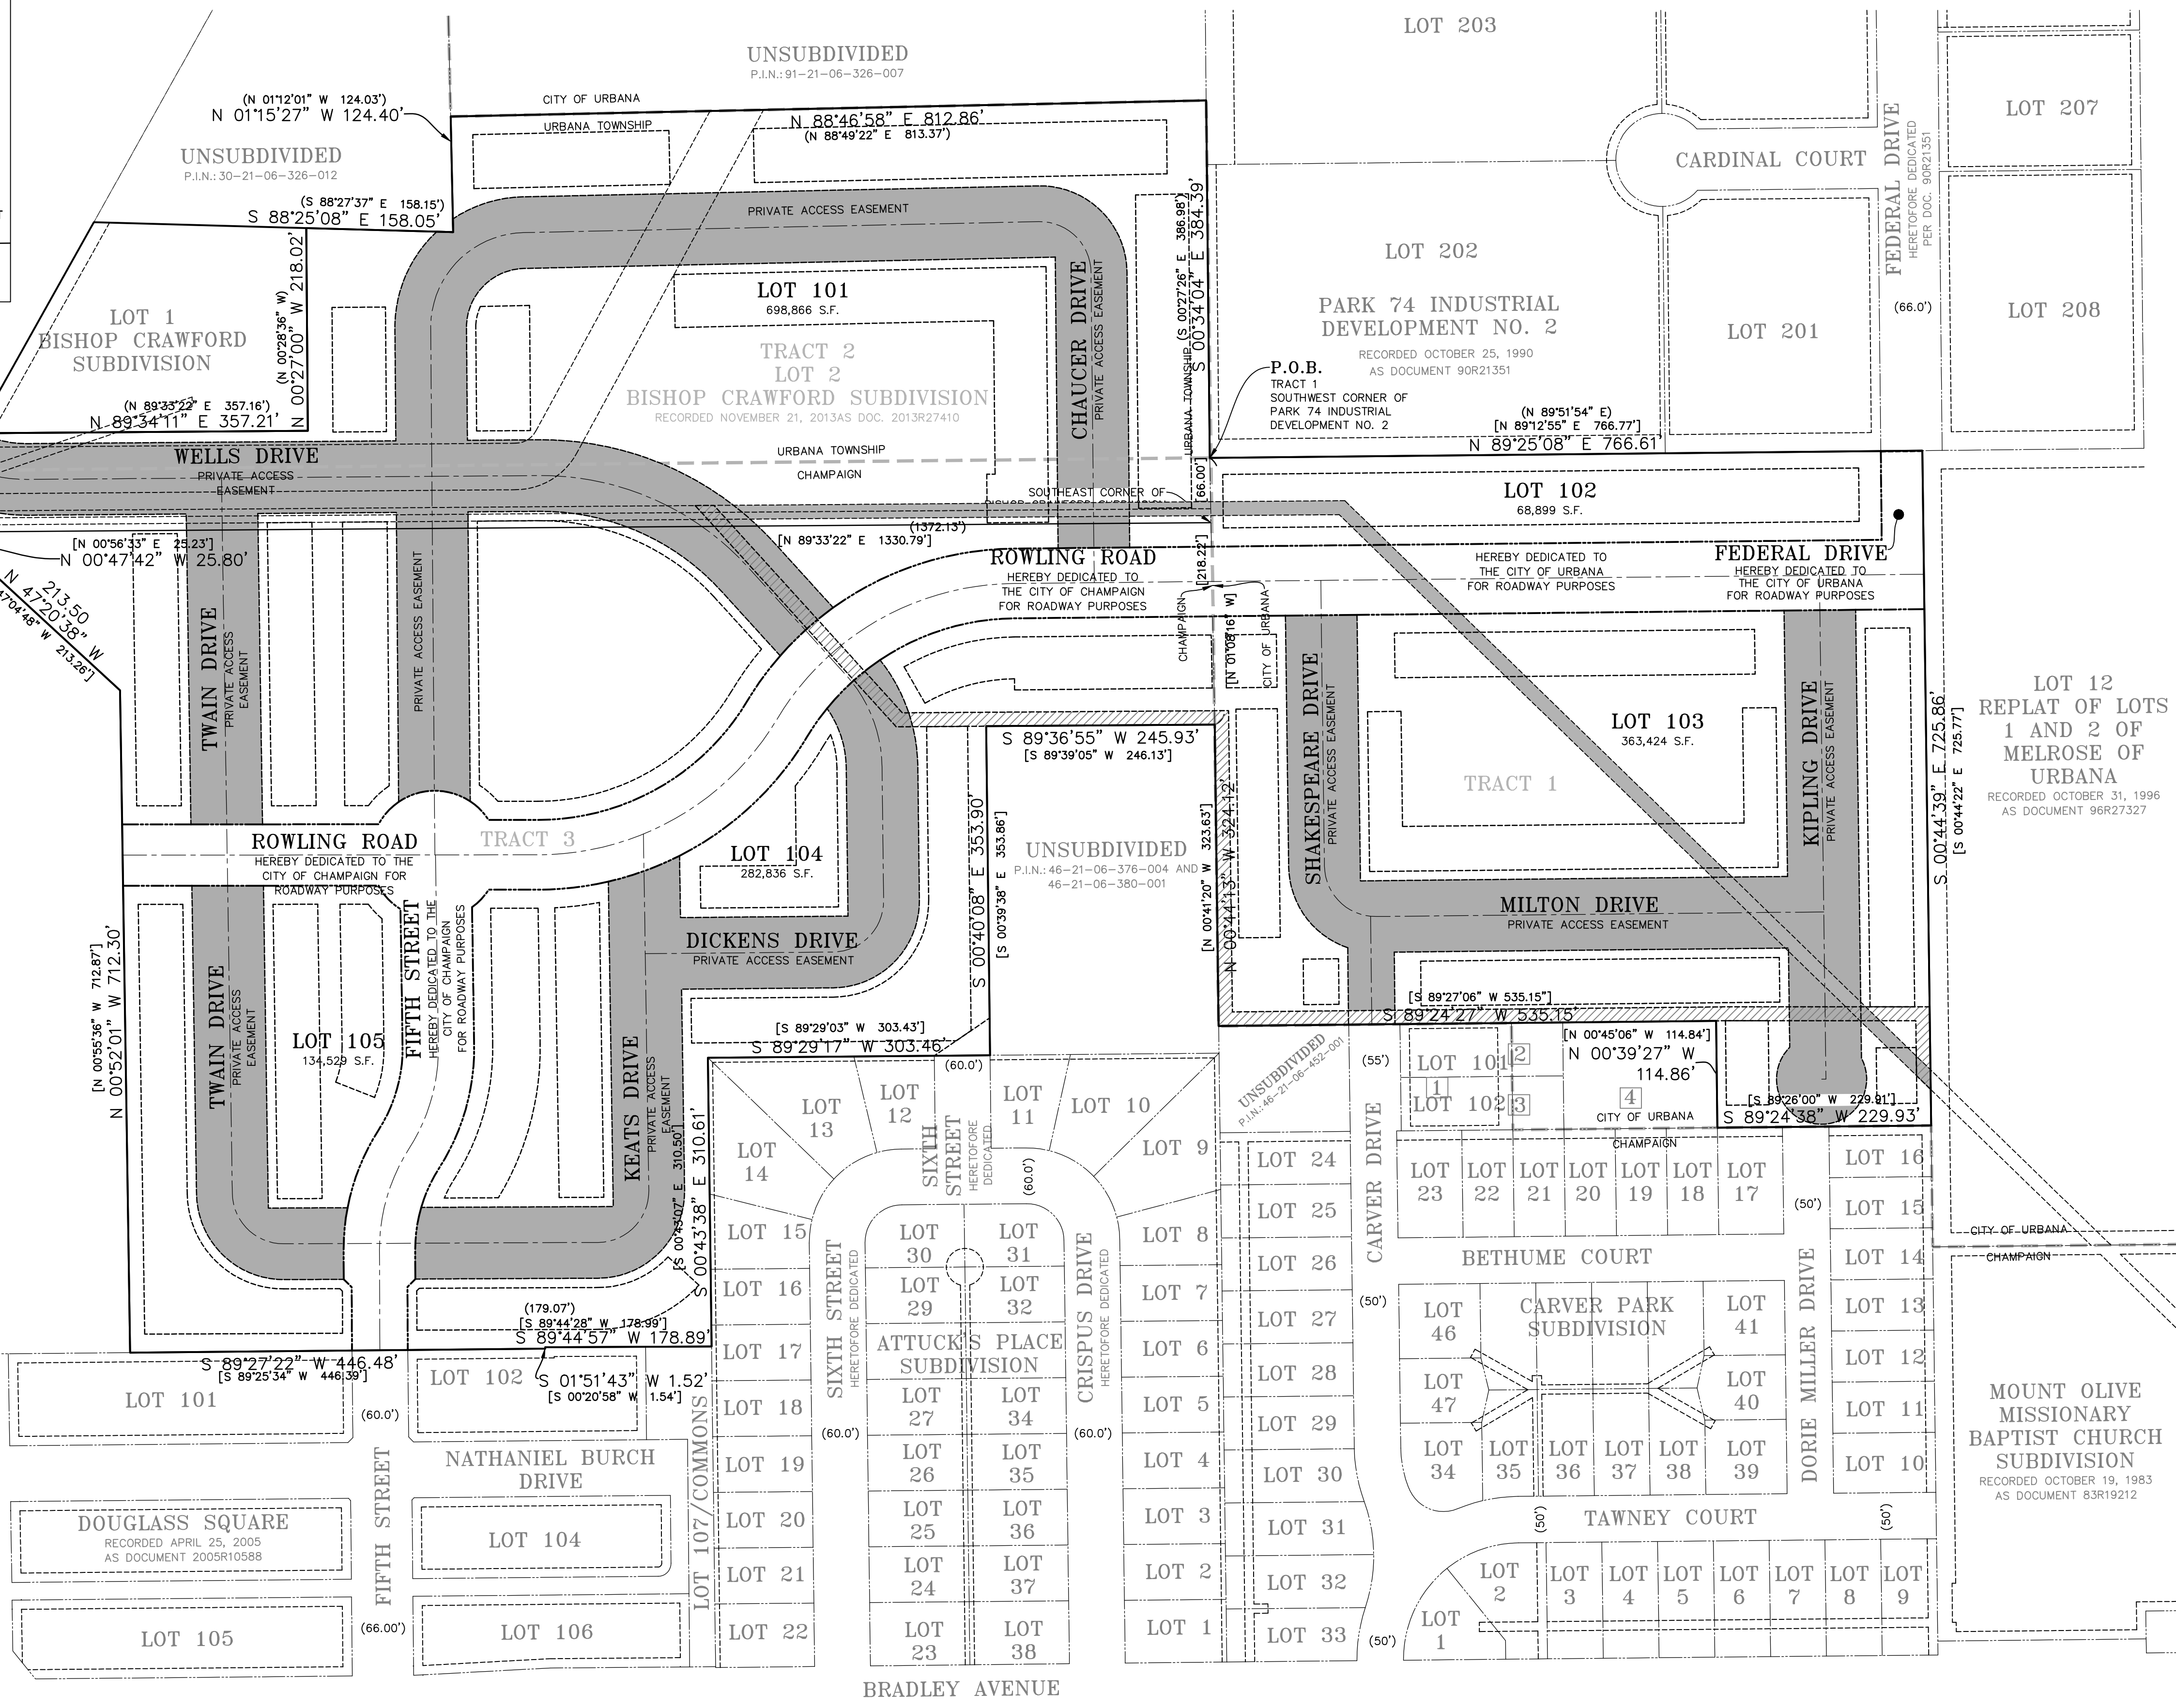 UNSUBDIVIDED
P.I.N.: 91-21-06-326-007
LOT 203
LOT 207
CARDINAL COURT
FEDERAL DRIVE
HERETOFORE DEDICATED
PER DOC. 90R21351
(66.0')
LOT 208
LOT 202
LOT 201
PARK 74 INDUSTRIAL
DEVELOPMENT NO. 2
RECORDED OCTOBER 25, 1990
AS DOCUMENT 90R21351
(N 01°12'01" W 124.03')
N 01°15'27" W 124.40'
CITY OF URBANA
URBANA TOWNSHIP
N 88°46'58" E 812.86'
(N 88°49'22" E 813.37')
UNSUBDIVIDED
P.I.N.: 30-21-06-326-012
(S 88°27'37" E 158.15')
S 88°25'08" E 158.05'
(N 00°28'36" W)
N 00°27'00" W 218.02'
LOT 1
BISHOP CRAWFORD
SUBDIVISION
(N 89°33'22" E 357.16')
N 89°34'11" E 357.21'
PRIVATE ACCESS EASEMENT
LOT 101
698,866 S.F.
TRACT 2
LOT 2
BISHOP CRAWFORD SUBDIVISION
RECORDED NOVEMBER 21, 2013AS DOC. 2013R27410
URBANA TOWNSHIP
CHAMPAIGN
CHAUCER DRIVE
PRIVATE ACCESS EASEMENT
(S 00°27'26" E 386.98')
S 00°34'04" E 384.39'
URBANA TOWNSHIP
P.O.B.
TRACT 1
SOUTHWEST CORNER OF
PARK 74 INDUSTRIAL
DEVELOPMENT NO. 2
(N 89°51'54" E)
[N 89°12'55" E 766.77']
N 89°25'08" E 766.61'
WELLS DRIVE
PRIVATE ACCESS
EASEMENT
SOUTHEAST CORNER OF
(1372.13')
[N 89°33'22" E 1330.79']
[66.00']
[218.22']
LOT 102
68,899 S.F.
[N 00°56'33" E 25.23']
N 00°47'42" W 25.80'
213.50
N 47°20'38" W
47°04'48" W 213.26']
ROWLING ROAD
HEREBY DEDICATED TO
THE CITY OF CHAMPAIGN
FOR ROADWAY PURPOSES
HEREBY DEDICATED TO
THE CITY OF URBANA
FOR ROADWAY PURPOSES
FEDERAL DRIVE
HEREBY DEDICATED TO
THE CITY OF URBANA
FOR ROADWAY PURPOSES
CHAMPAIGN
[N 01°08'16" W]
CITY OF URBANA
TWAIN DRIVE
PRIVATE ACCESS
EASEMENT
PRIVATE ACCESS EASEMENT
SHAKESPEARE DRIVE
PRIVATE ACCESS EASEMENT
LOT 103
363,424 S.F.
TRACT 1
KIPLING DRIVE
PRIVATE ACCESS EASEMENT
S 00°44'39" E 725.86'
[S 00°44'22" E 725.77']
LOT 12
REPLAT OF LOTS
1 AND 2 OF
MELROSE OF
URBANA
RECORDED OCTOBER 31, 1996
AS DOCUMENT 96R27327
S 89°36'55" W 245.93'
[S 89°39'05" W 246.13']
UNSUBDIVIDED
P.I.N.: 46-21-06-376-004 AND
46-21-06-380-001
S 00°40'08" E 353.90'
[S 00°39'38" E 353.86']
[N 00°41'20" W 323.63']
N 00°44'13" W 324.12'
ROWLING ROAD
HEREBY DEDICATED TO THE
CITY OF CHAMPAIGN FOR
ROADWAY PURPOSES
TRACT 3
LOT 104
282,836 S.F.
MILTON DRIVE
PRIVATE ACCESS EASEMENT
DICKENS DRIVE
PRIVATE ACCESS EASEMENT
FIFTH STREET
HEREBY DEDICATED TO THE
CITY OF CHAMPAIGN
FOR ROADWAY PURPOSES
[N 00°55'36" W 712.87']
N 00°52'01" W 712.30'
TWAIN DRIVE
PRIVATE ACCESS
EASEMENT
LOT 105
134,529 S.F.
KEATS DRIVE
PRIVATE ACCESS
EASEMENT
[S 89°29'03" W 303.43']
S 89°29'17" W 303.46'
(60.0')
[S 89°27'06" W 535.15']
S 89°24'27" W 535.15'
[N 00°45'06" W 114.84']
N 00°39'27" W
114.86'
[S 89°26'00" W 229.91']
S 89°24'38" W 229.93'
CITY OF URBANA
CHAMPAIGN
[S 00°43'07" E 310.50']
S 00°43'38" E 310.61'
UNSUBDIVIDED
P.I.N.: 46-21-06-452-001
(55')
LOT 101
LOT 102
1
2
3
4
LOT
13
LOT
12
LOT
11
LOT 10
LOT
14
LOT 9
SIXTH
STREET
HERETOFORE
DEDICATED
(60.0')
CARVER DRIVE
LOT 24
LOT
23
LOT
22
LOT
21
LOT
20
LOT
19
LOT
18
LOT
17
LOT 16
(50')
LOT 15
LOT 25
LOT 15
LOT
30
LOT
31
LOT 8
LOT 26
BETHUME COURT
LOT 14
CITY OF URBANA
CHAMPAIGN
(179.07')
[S 89°44'28" W 178.99']
S 89°44'57" W 178.89'
LOT 16
SIXTH STREET
HERETOFORE DEDICATED
LOT
29
LOT
32
CRISPUS DRIVE
HERETOFORE DEDICATED
LOT 7
LOT 27
(50')
LOT
46
CARVER PARK
SUBDIVISION
LOT
41
DORIE MILLER DRIVE
LOT 13
S 89°27'22" W 446.48'
[S 89°25'34" W 446.39']
LOT 101
LOT 102
S 01°51'43" W 1.52'
[S 00°20'58" W 1.54']
LOT 17
ATTUCK'S PLACE
SUBDIVISION
LOT 6
LOT 28
LOT
47
LOT
40
LOT 12
(60.0')
LOT 18
LOT
27
LOT
34
LOT 5
LOT 29
LOT 11
(60.0')
(60.0')
MOUNT OLIVE
MISSIONARY
BAPTIST CHURCH
SUBDIVISION
RECORDED OCTOBER 19, 1983
AS DOCUMENT 83R19212
NATHANIEL BURCH
DRIVE
FIFTH STREET
LOT 107/COMMONS
LOT 19
LOT
26
LOT
35
LOT 4
LOT 30
LOT
34
LOT
35
LOT
36
LOT
37
LOT
38
LOT
39
LOT 10
DOUGLASS SQUARE
RECORDED APRIL 25, 2005
AS DOCUMENT 2005R10588
LOT 104
LOT 20
LOT
25
LOT
36
LOT 3
LOT 31
(50')
TAWNEY COURT
(50')
LOT 21
LOT
24
LOT
37
LOT 2
LOT 32
LOT
2
LOT
3
LOT
4
LOT
5
LOT
6
LOT
7
LOT
8
LOT
9
LOT 105
(66.00')
LOT 106
LOT 22
LOT
23
LOT
38
LOT 1
LOT 33
(50')
LOT
1
BRADLEY AVENUE